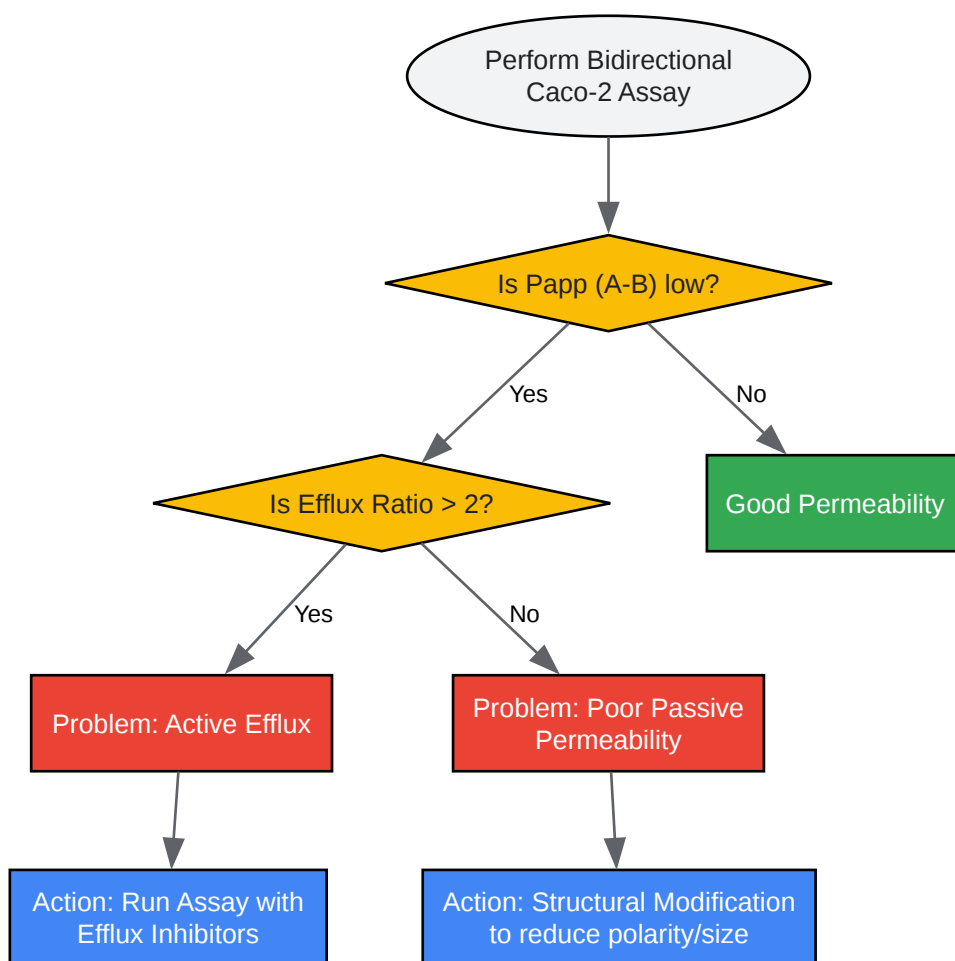 Perform Bidirectional
Caco-2 Assay
Is Papp (A-B) low?
Yes
No
Is Efflux Ratio > 2?
Good Permeability
Yes
No
Problem: Active Efflux
Problem: Poor Passive
Permeability
Action: Run Assay with
Efflux Inhibitors
Action: Structural Modification
to reduce polarity/size